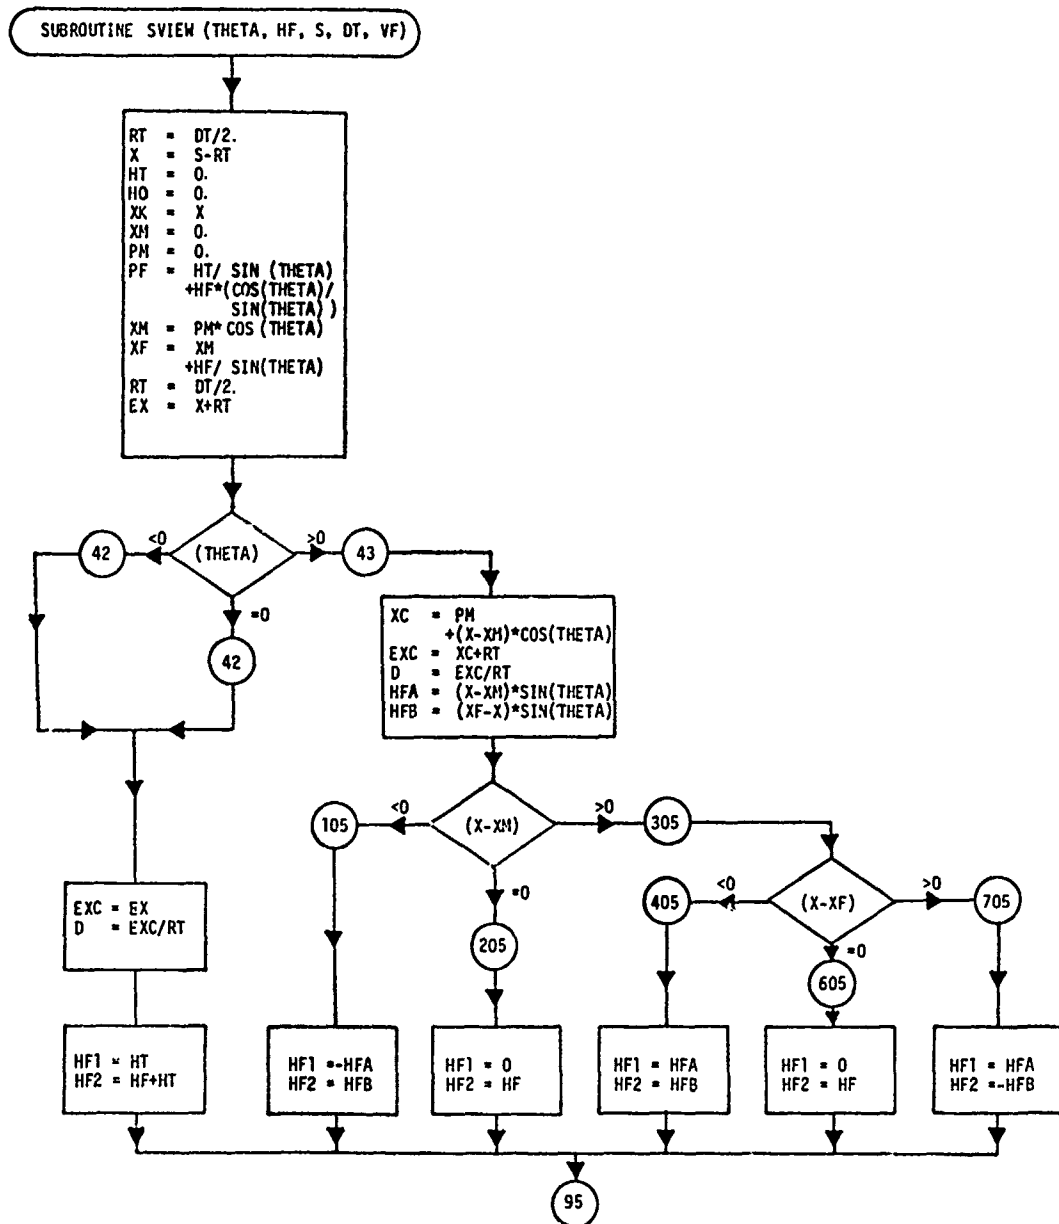 SUBROUTINE SVIEW (THETA, HF, S, DT, VF)
RT = DT/2.
X = S-RT
HT = 0.
HO = 0.
XK = X
XM = 0.
PM = 0.
PF = HT/ SIN (THETA)
+HF*(COS(THETA)/
SIN(THETA))
XM = PM* COS (THETA)
XF = XM
+HF/ SIN(THETA)
RT = DT/2.
EX = X+RT
42
<0
(THETA)
>0
43
=0
42
XC = PM
+(X-XM)*COS(THETA)
EXC = XC+RT
D = EXC/RT
HFA = (X-XM)*SIN(THETA)
HFB = (XF-X)*SIN(THETA)
105
<0
(X-XM)
>0
305
=0
205
405
<0
(X-XF)
>0
705
=0
605
EXC = EX
D = EXC/RT
HF1 = HT
HF2 = HF+HT
HF1 =-HFA
HF2 = HFB
HF1 = 0
HF2 = HF
HF1 = HFA
HF2 = HFB
HF1 = 0
HF2 = HF
HF1 = HFA
HF2 =-HFB
95